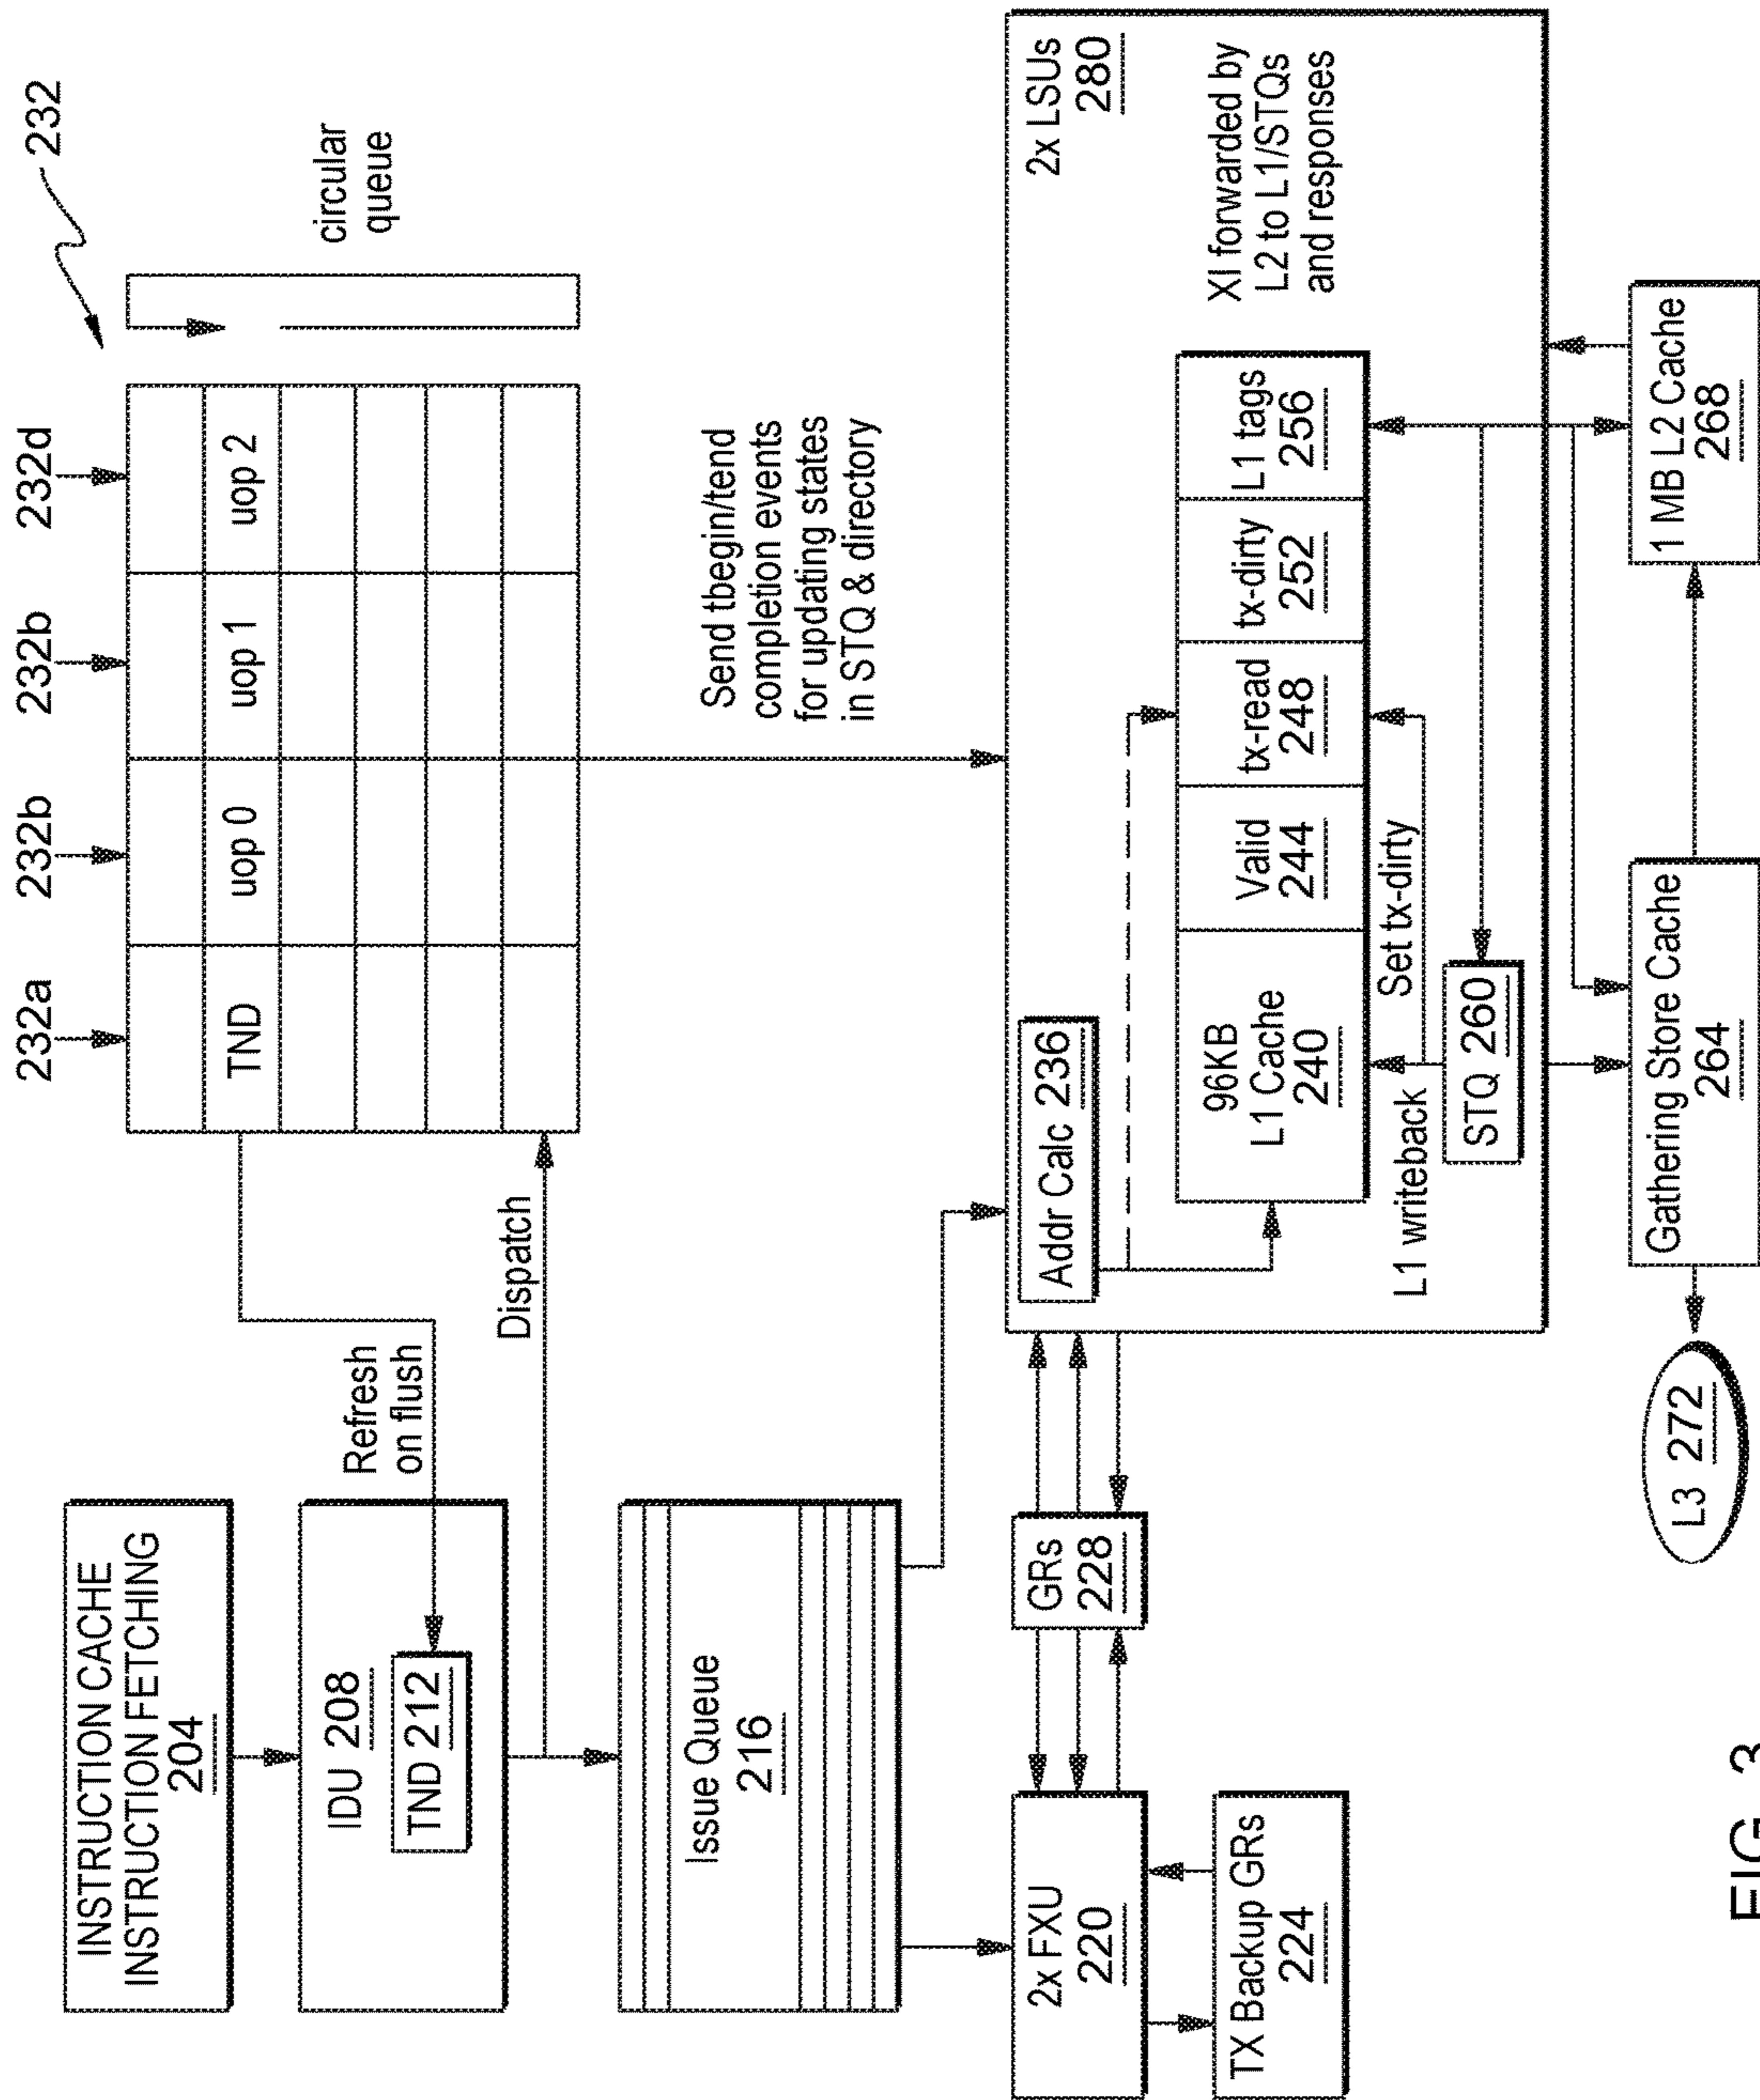 INSTRUCTION CACHE
INSTRUCTION FETCHING
204
IDU 208
TND 212
Refresh
on flush
Dispatch
232a
232b
232b
232d
232
TND
uop 0
uop 1
uop 2
circular
queue
Issue Queue
216
Send tbegin/tend
completion events
for updating states
in STQ & directory
2x FXU
220
TX Backup GRs
224
GRs
228
2x LSUs
280
Addr Calc 236
96KB
L1 Cache
240
Valid
244
tx-read
248
tx-dirty
252
L1 tags
256
XI forwarded by
L2 to L1/STQs
and responses
L1 writeback
Set tx-dirty
STQ 260
L3 272
Gathering Store Cache
264
1 MB L2 Cache
268
FIG. 3